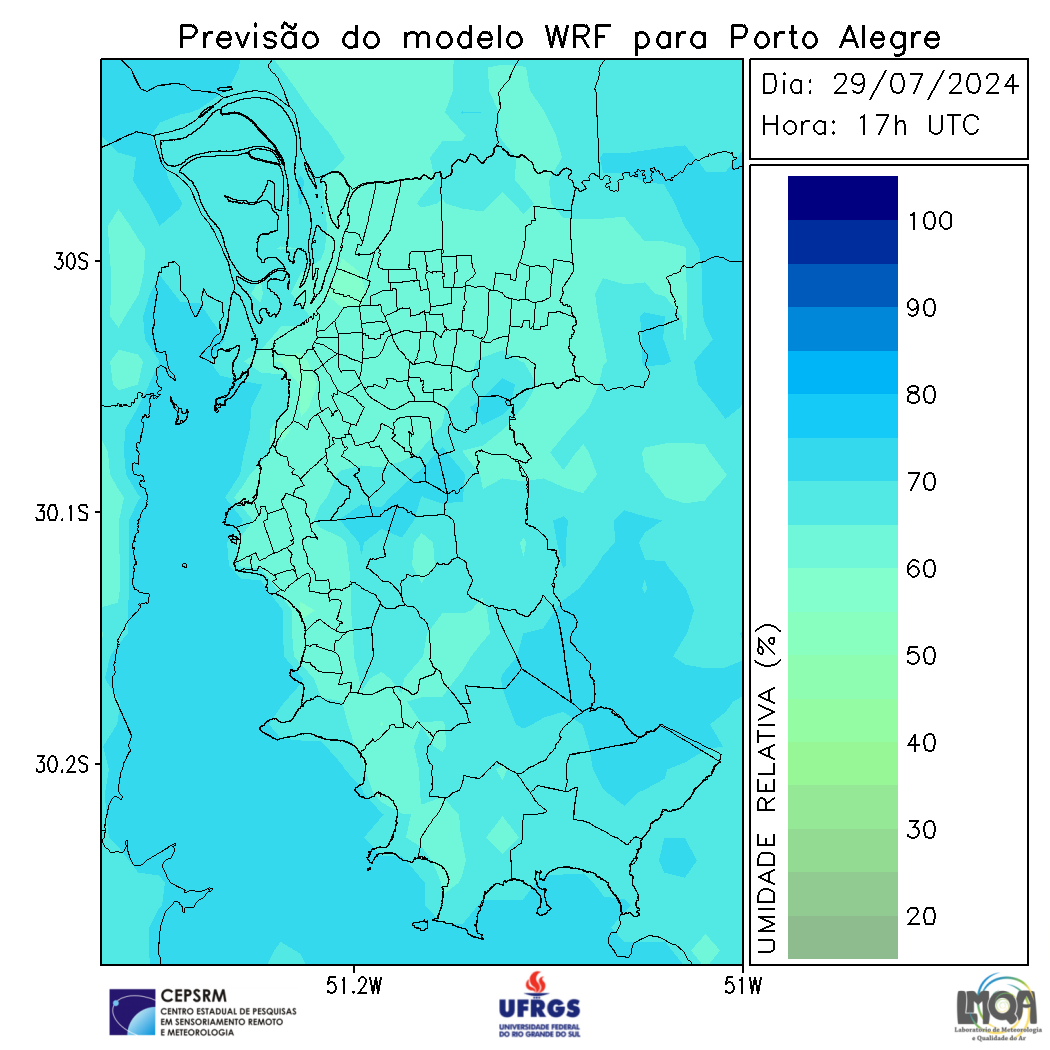 Previsão do modelo WRF para Porto Alegre
Dia: 29/07/2024
Hora: 17h UTC
100
90
80
70
60
50
40
30
20
UMIDADE RELATIVA (%)
30S
30.1S
30.2S
51.2W
51W
CEPSRM
CENTRO ESTADUAL DE PESQUISAS
EM SENSORIAMENTO REMOTO
E METEOROLOGIA
UFRGS
UNIVERSIDADE FEDERAL
DO RIO GRANDE DO SUL
LMQA
Laboratório de Meteorologia
e Qualidade do Ar